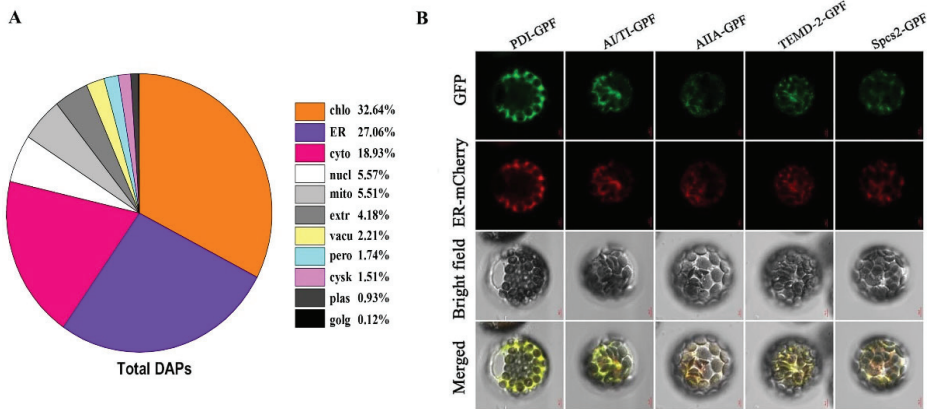 A
chlo 32.64%
ER 27.06%
cyto 18.93%
nucl 5.57%
mito 5.51%
extr 4.18%
vacu 2.21%
pero 1.74%
cysk 1.51%
plas 0.93%
golg 0.12%
Total DAPs
B
PDI-GPF
AI/TI-GPF
AIIA-GPF
TEMD-2-GPF
Spcs2-GPF
GFP
ER-mCherry
Bright field
Merged